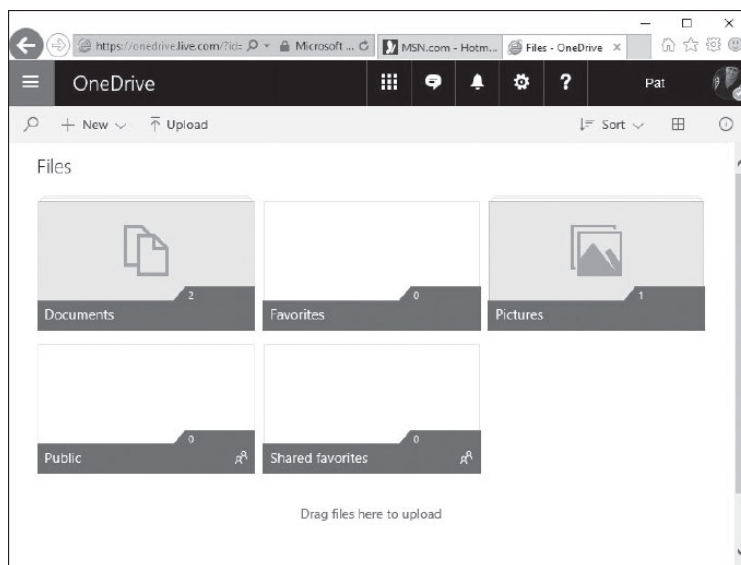 https://onedrive.live.com/?id= Microsoft ... MSN.com - Hotm... Files - OneDrive
OneDrive ? Pat
New Upload Sort
Files
2 0 1
Documents Favorites Pictures
0 0
Public Shared favorites
Drag files here to upload